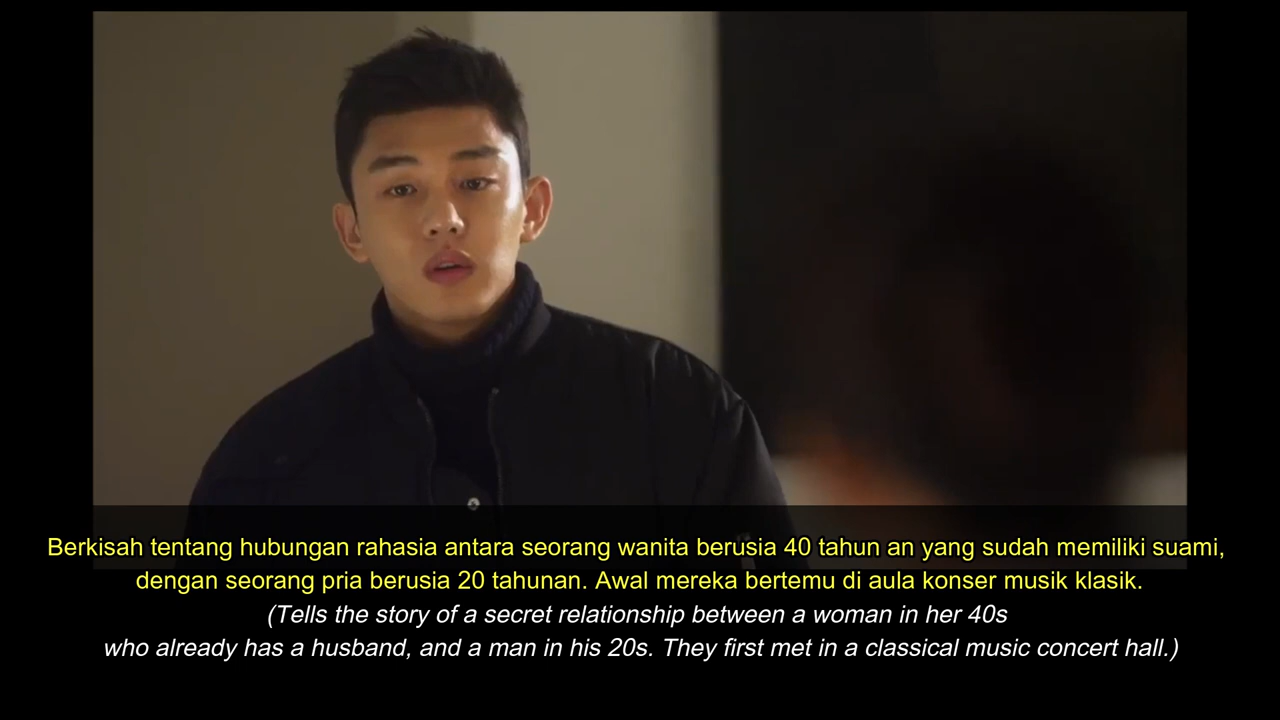 Berkisah tentang hubungan rahasia antara seorang wanita berusia 40 tahun an yang sudah memiliki suami,
dengan seorang pria berusia 20 tahunan. Awal mereka bertemu di aula konser musik klasik.
(Tells the story of a secret relationship between a woman in her 40s
who already has a husband, and a man in his 20s. They first met in a classical music concert hall.)